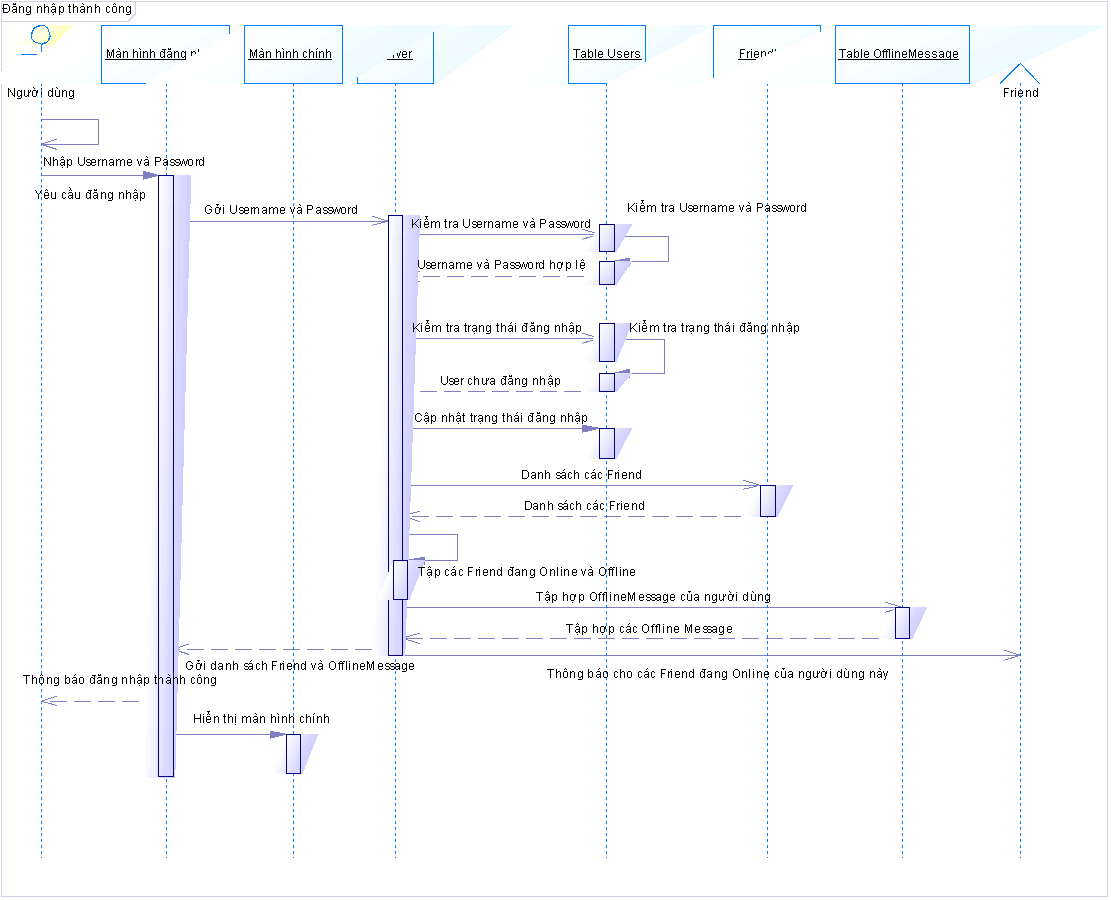 Đăng nhập thành công
Màn hình đăng
Màn hình chính
Table Users
Table OfflineMessage
Người dùng
Friend
Nhập Username và Password
Yêu cầu đăng nhập
Gởi Username và Password
Kiểm tra Username và Password
Kiểm tra Username và Password
Username và Password hợp lệ
Kiểm tra trạng thái đăng nhập
Kiểm tra trạng thái đăng nhập
User chưa đăng nhập
Cập nhật trạng thái đăng nhập
Danh sách các Friend
Danh sách các Friend
Tập các Friend đang Online và Offline
Tập hợp OfflineMessage của người dùng
Tập hợp các Offline Message
Gởi danh sách Friend và OfflineMessage
Thông báo cho các Friend đang Online của người dùng này
Thông báo đăng nhập thành công
Hiển thị màn hình chính